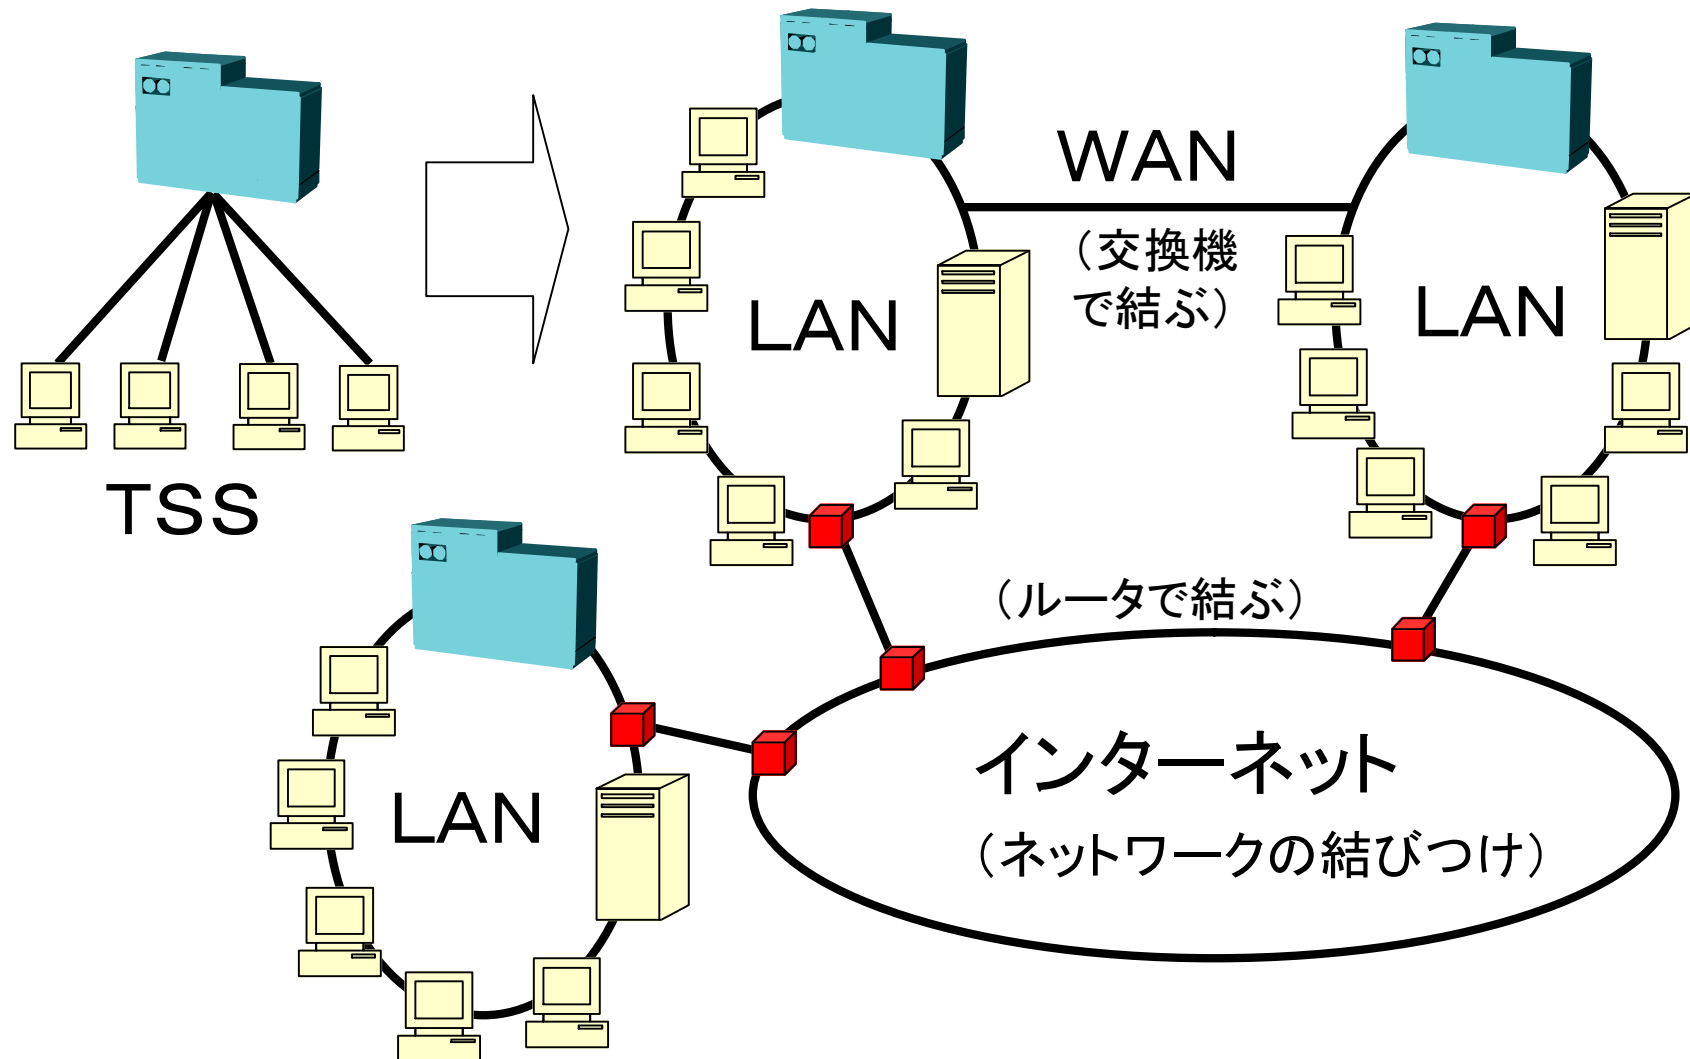 TSS
LAN
WAN
（交換機
で結ぶ）
LAN
（ルータで結ぶ）
LAN
インターネット
（ネットワークの結びつけ）